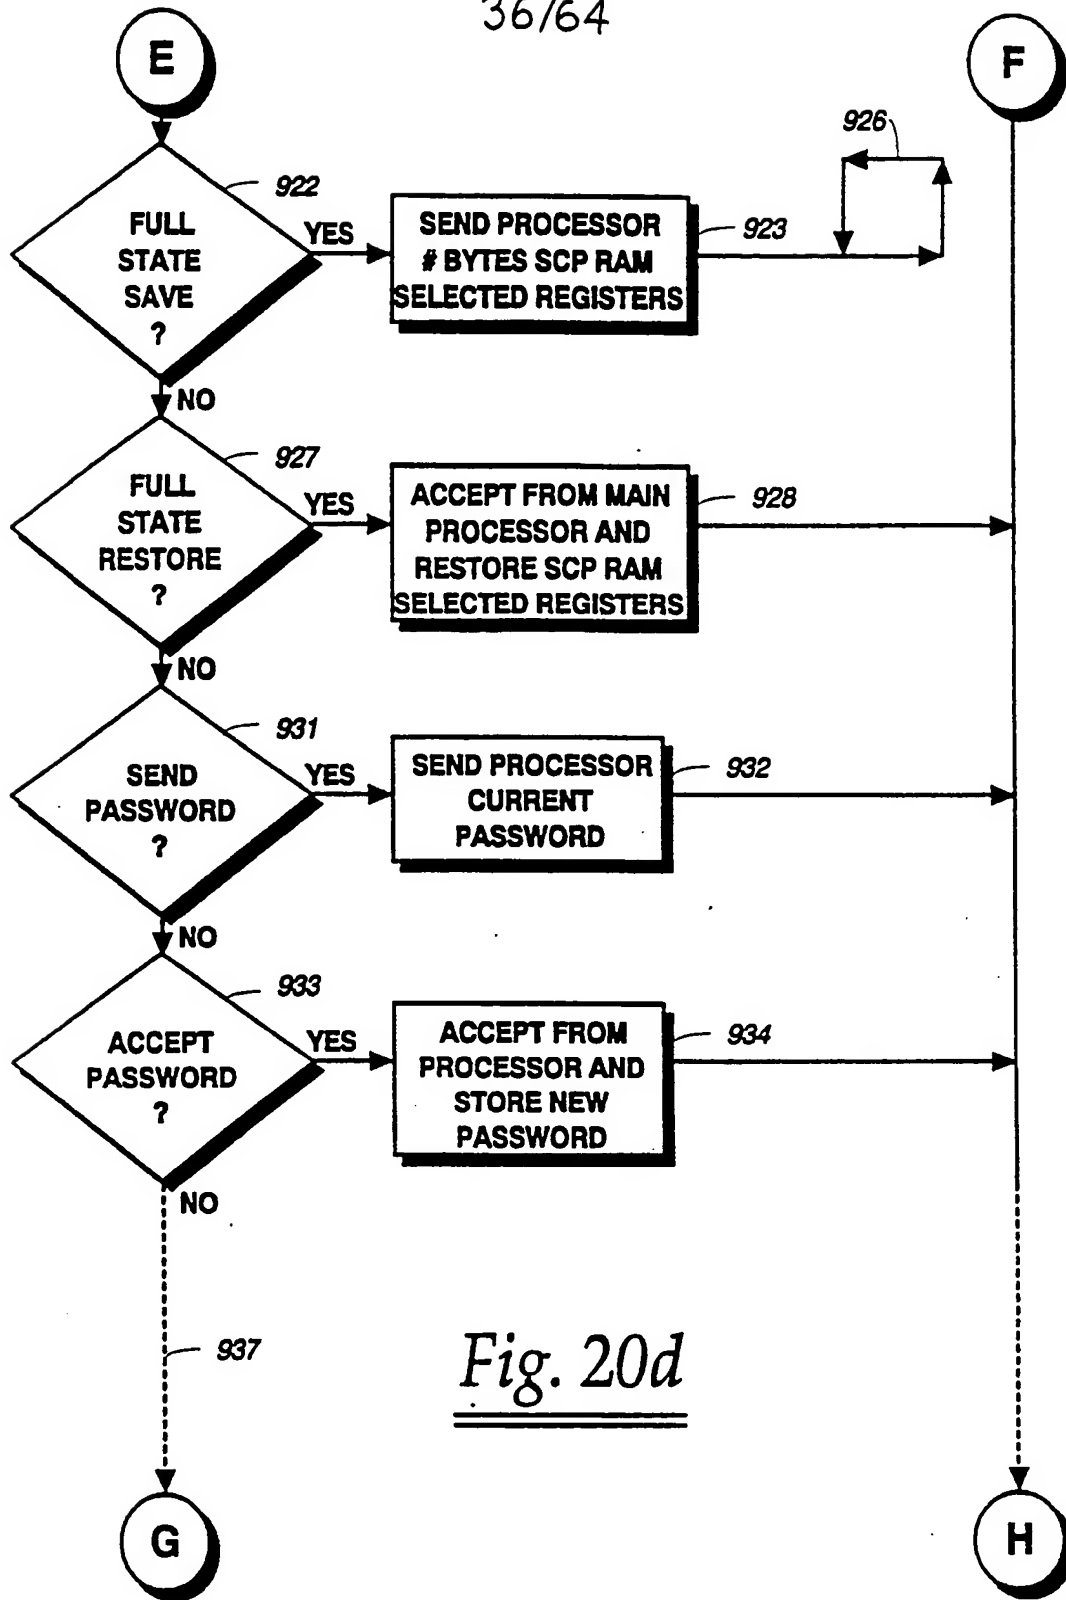 36/64
E
F
926
922
FULL
STATE
SAVE
?
YES
SEND PROCESSOR
# BYTES SCP RAM
SELECTED REGISTERS
923
NO
927
FULL
STATE
RESTORE
?
YES
ACCEPT FROM MAIN
PROCESSOR AND
RESTORE SCP RAM
SELECTED REGISTERS
928
NO
931
SEND
PASSWORD
?
YES
SEND PROCESSOR
CURRENT
PASSWORD
932
NO
933
ACCEPT
PASSWORD
?
YES
ACCEPT FROM
PROCESSOR AND
STORE NEW
PASSWORD
934
NO
937
Fig. 20d
G
H